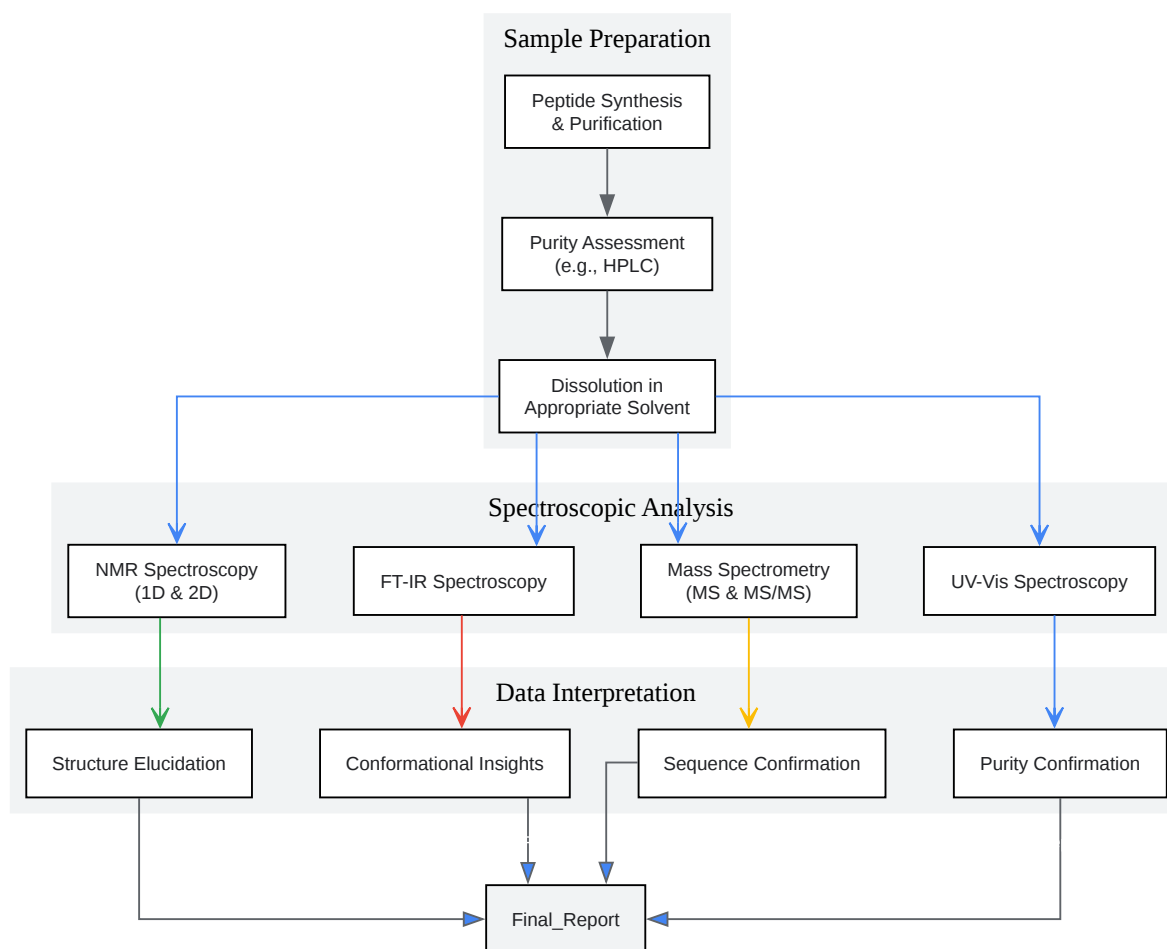 Sample Preparation
Peptide Synthesis
& Purification
Purity Assessment
(e.g., HPLC)
Dissolution in
Appropriate Solvent
Spectroscopic Analysis
NMR Spectroscopy
(1D & 2D)
FT-IR Spectroscopy
Mass Spectrometry
(MS & MS/MS)
UV-Vis Spectroscopy
Data Interpretation
Structure Elucidation
Conformational Insights
Sequence Confirmation
Purity Confirmation
Final_Report